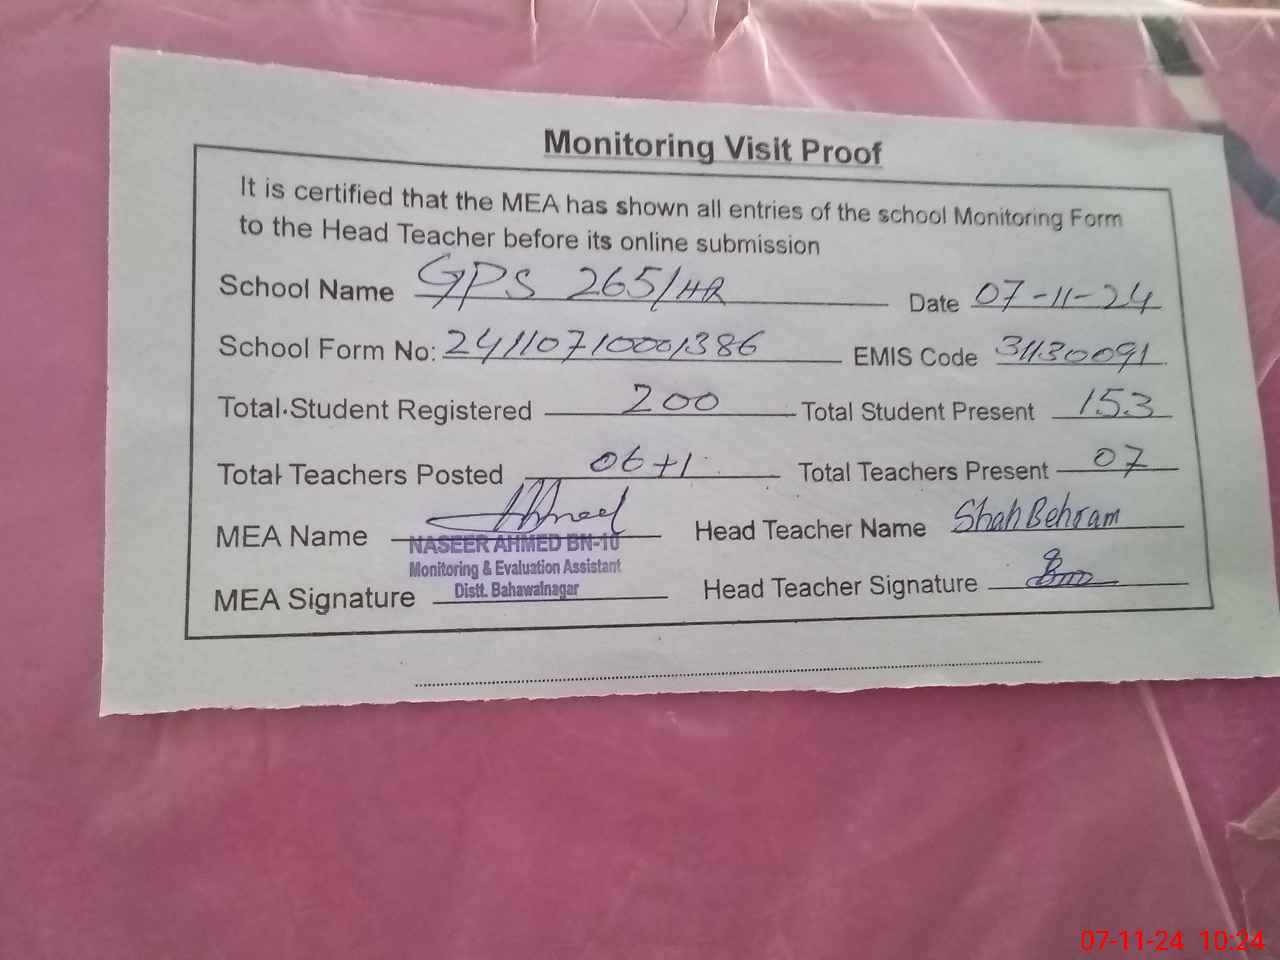 Monitoring Visit Proof
It is certified that the MEA has shown all entries of the school Monitoring Form
to the Head Teacher before its online submission
School Name GPS 265/HR Date 07-11-24
School Form No: 24110710001386 EMIS Code 31130091
Total Student Registered 200 Total Student Present 153
Total Teachers Posted 06+1 Total Teachers Present 07
MEA Name Ahmed Head Teacher Name Shah Behram
NASEER AHMED BN-10
Monitoring & Evaluation Assistant
Distt. Bahawalnagar
MEA Signature Head Teacher Signature
07-11-24 10:24